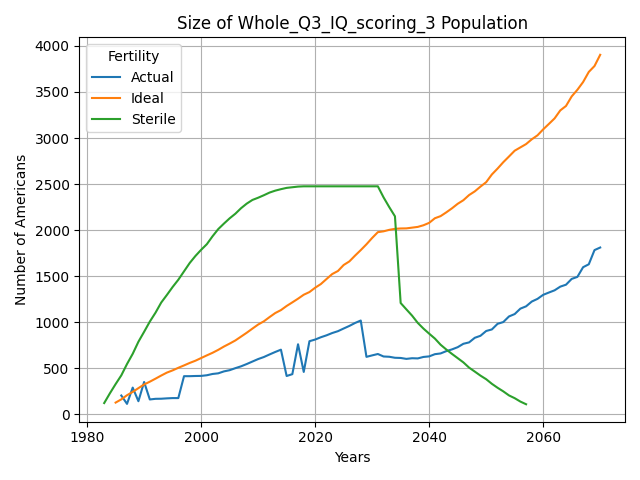 Size of Whole_Q3_IQ_scoring_3 Population
Fertility
Actual
Ideal
Sterile
Number of Americans
4000
3500
3000
2500
2000
1500
1000
500
0
1980
2000
2020
2040
2060
Years